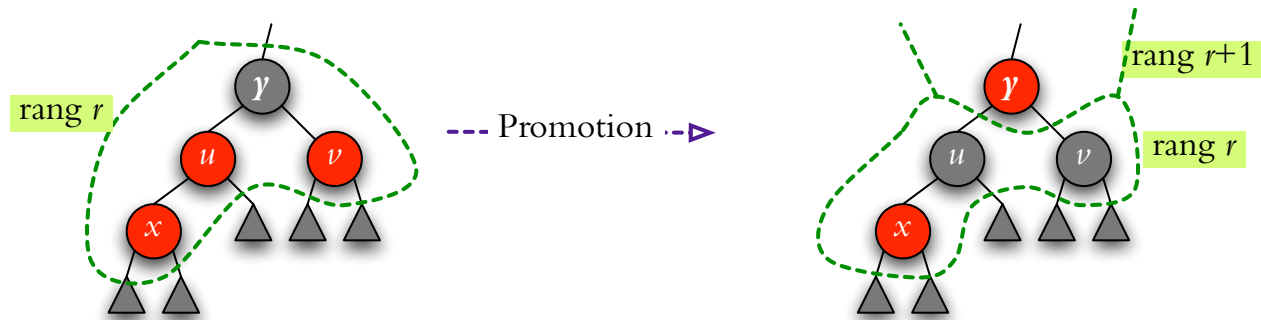 rang r
y
u
v
x
Promotion
rang r+1
y
rang r
u
v
x